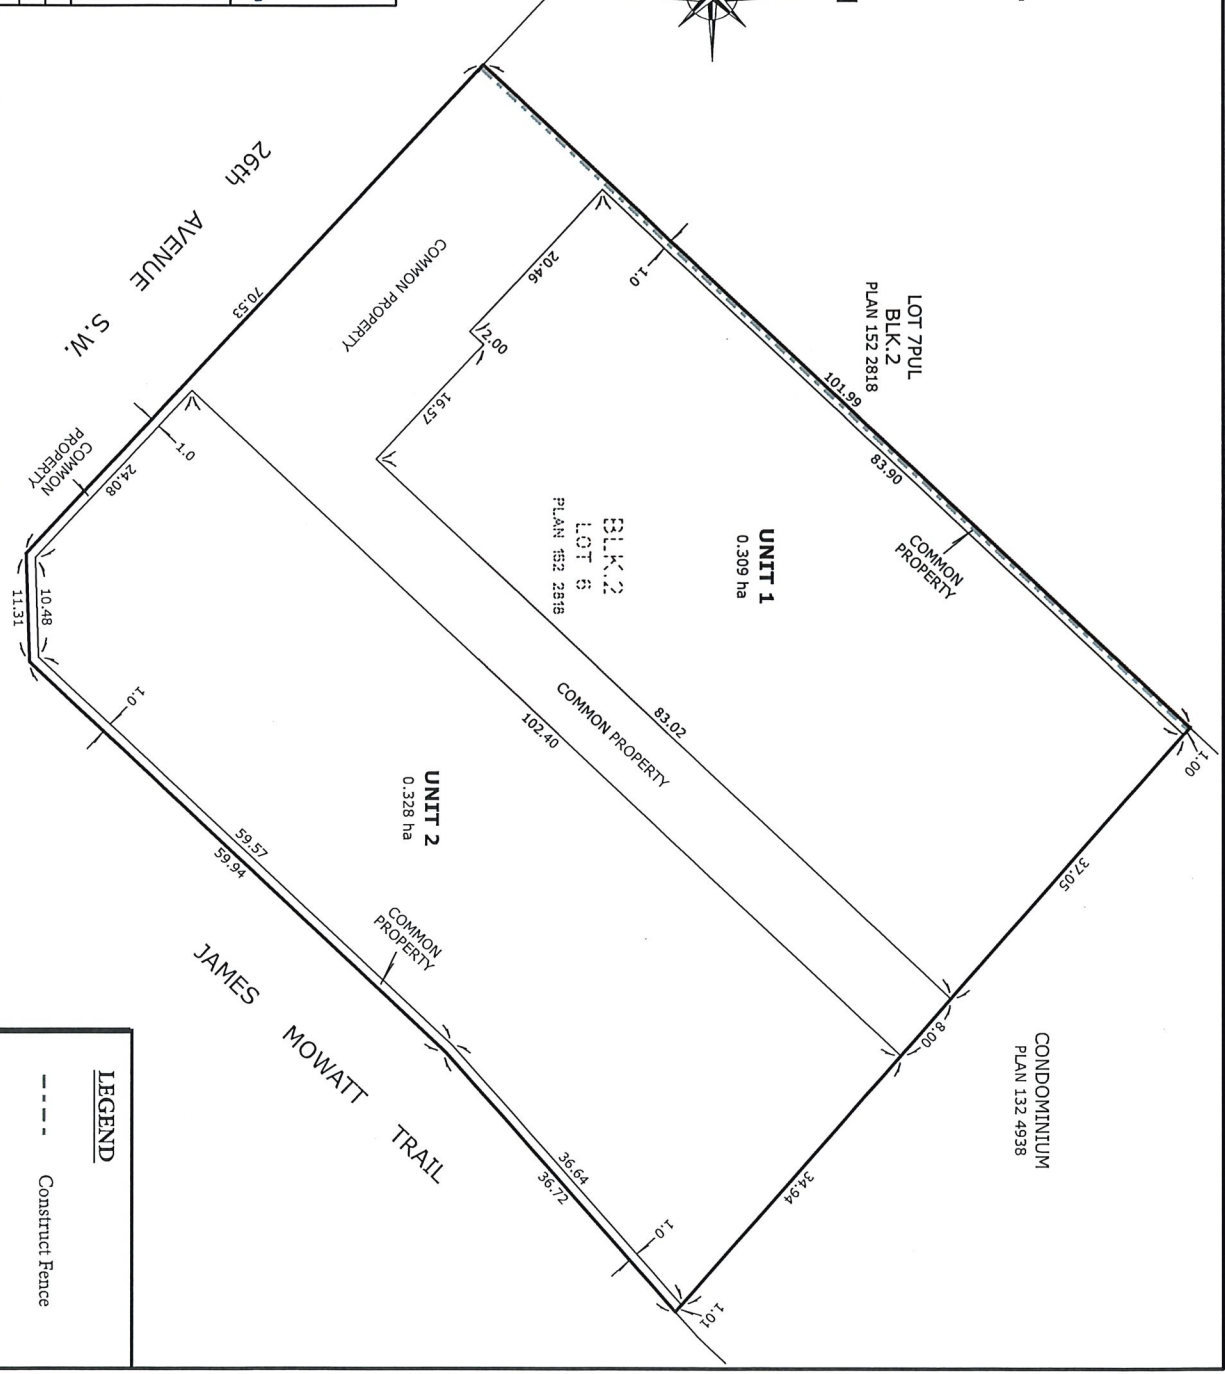 26th AVENUE S.W.
70.53
COMMON PROPERTY
20.46
2.00
16.57
1.0
LOT 7PUL
BLK.2
PLAN 152 2818
101.99
83.90
COMMON
PROPERTY
UNIT 1
0.309 ha
BLK.2
LOT 6
PLAN 152 2818
COMMON
PROPERTY
24.08
1.0
10.48
11.31
1.0
83.02
COMMON PROPERTY
102.40
UNIT 2
0.328 ha
59.57
59.94
COMMON
PROPERTY
JAMES MOWATT TRAIL
36.64
36.72
1.0
1.01
34.94
8.00
37.05
1.00
CONDOMINIUM
PLAN 132 4938
LEGEND
Construct Fence